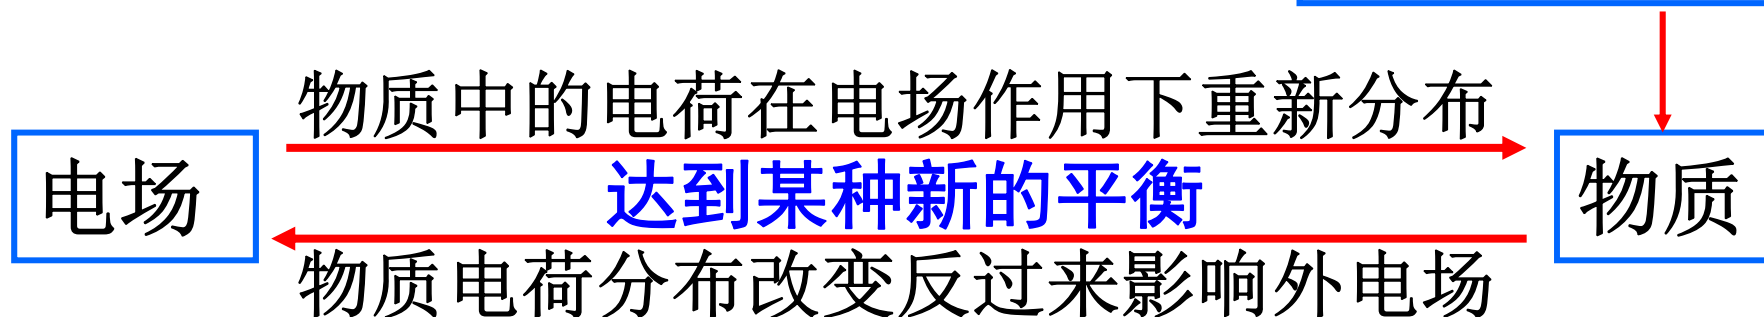 物质中的电荷在电场作用下重新分布
电场
达到某种新的平衡
物质
物质电荷分布改变反过来影响外电场